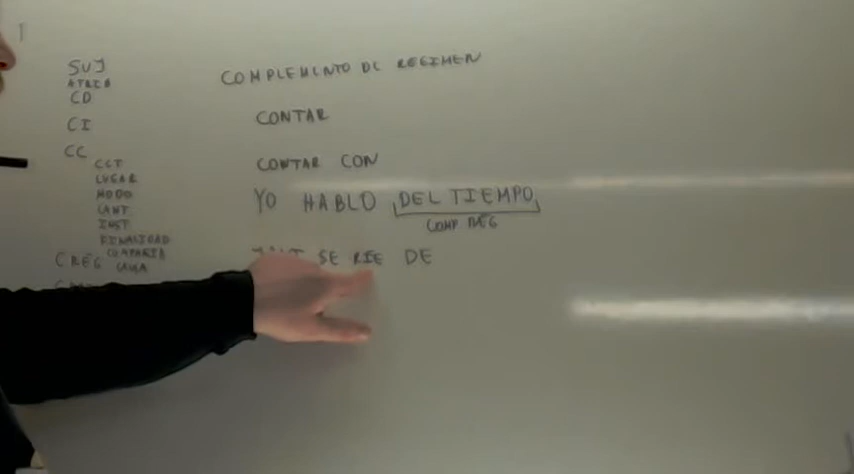 SUJ
ATRIB
CD
CI
CC
CCT
LUGAR
MODO
CANT
INST
FINALIDAD
COMPAÑIA
CAUSA
CREG
COMPLEMENTO DE REGIMEN
CONTAR
CONTAR CON
YO HABLO DEL TIEMPO
COMP. REG
SE RIE DE